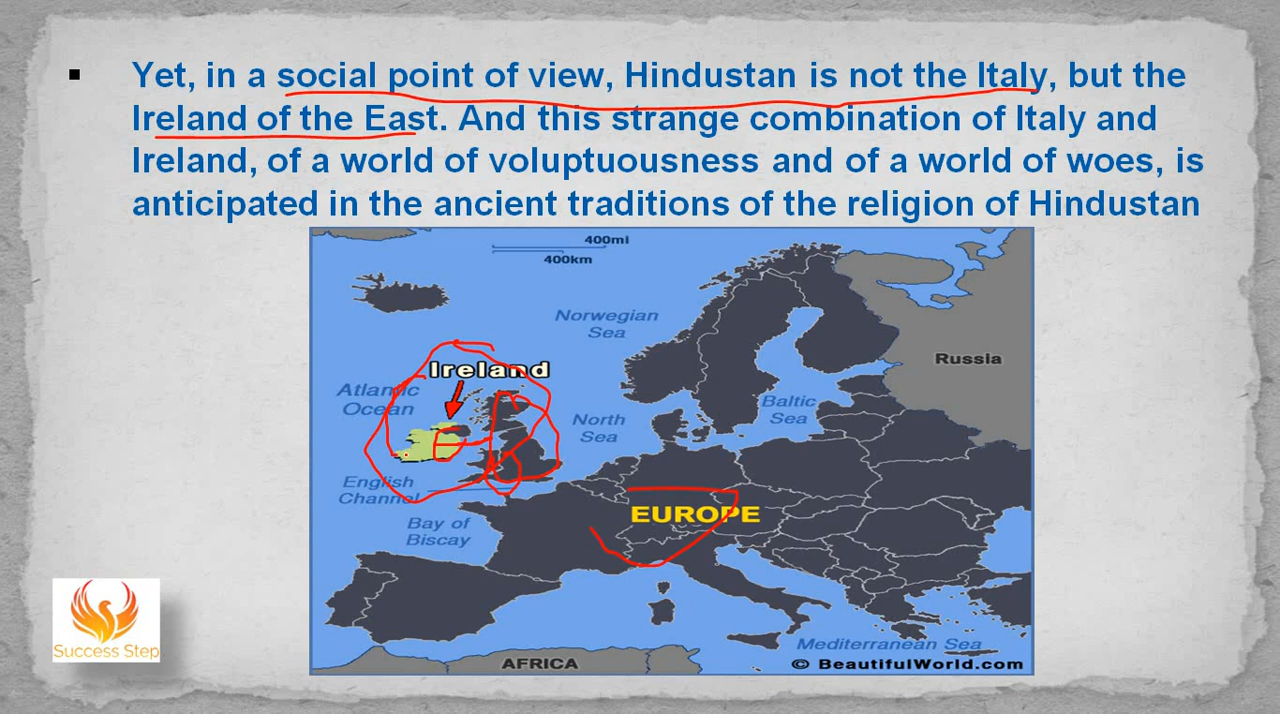 ▪ Yet, in a social point of view, Hindustan is not the Italy, but the
Ireland of the East. And this strange combination of Italy and
Ireland, of a world of voluptuousness and of a world of woes, is
anticipated in the ancient traditions of the religion of Hindustan
400mi
400km
Norwegian
Sea
Russia
Ireland
Atlantic
Ocean
Baltic
Sea
North
Sea
English
Channel
EUROPE
Bay of
Biscay
Mediterranean Sea
AFRICA
© BeautifulWorld.com
Success Step